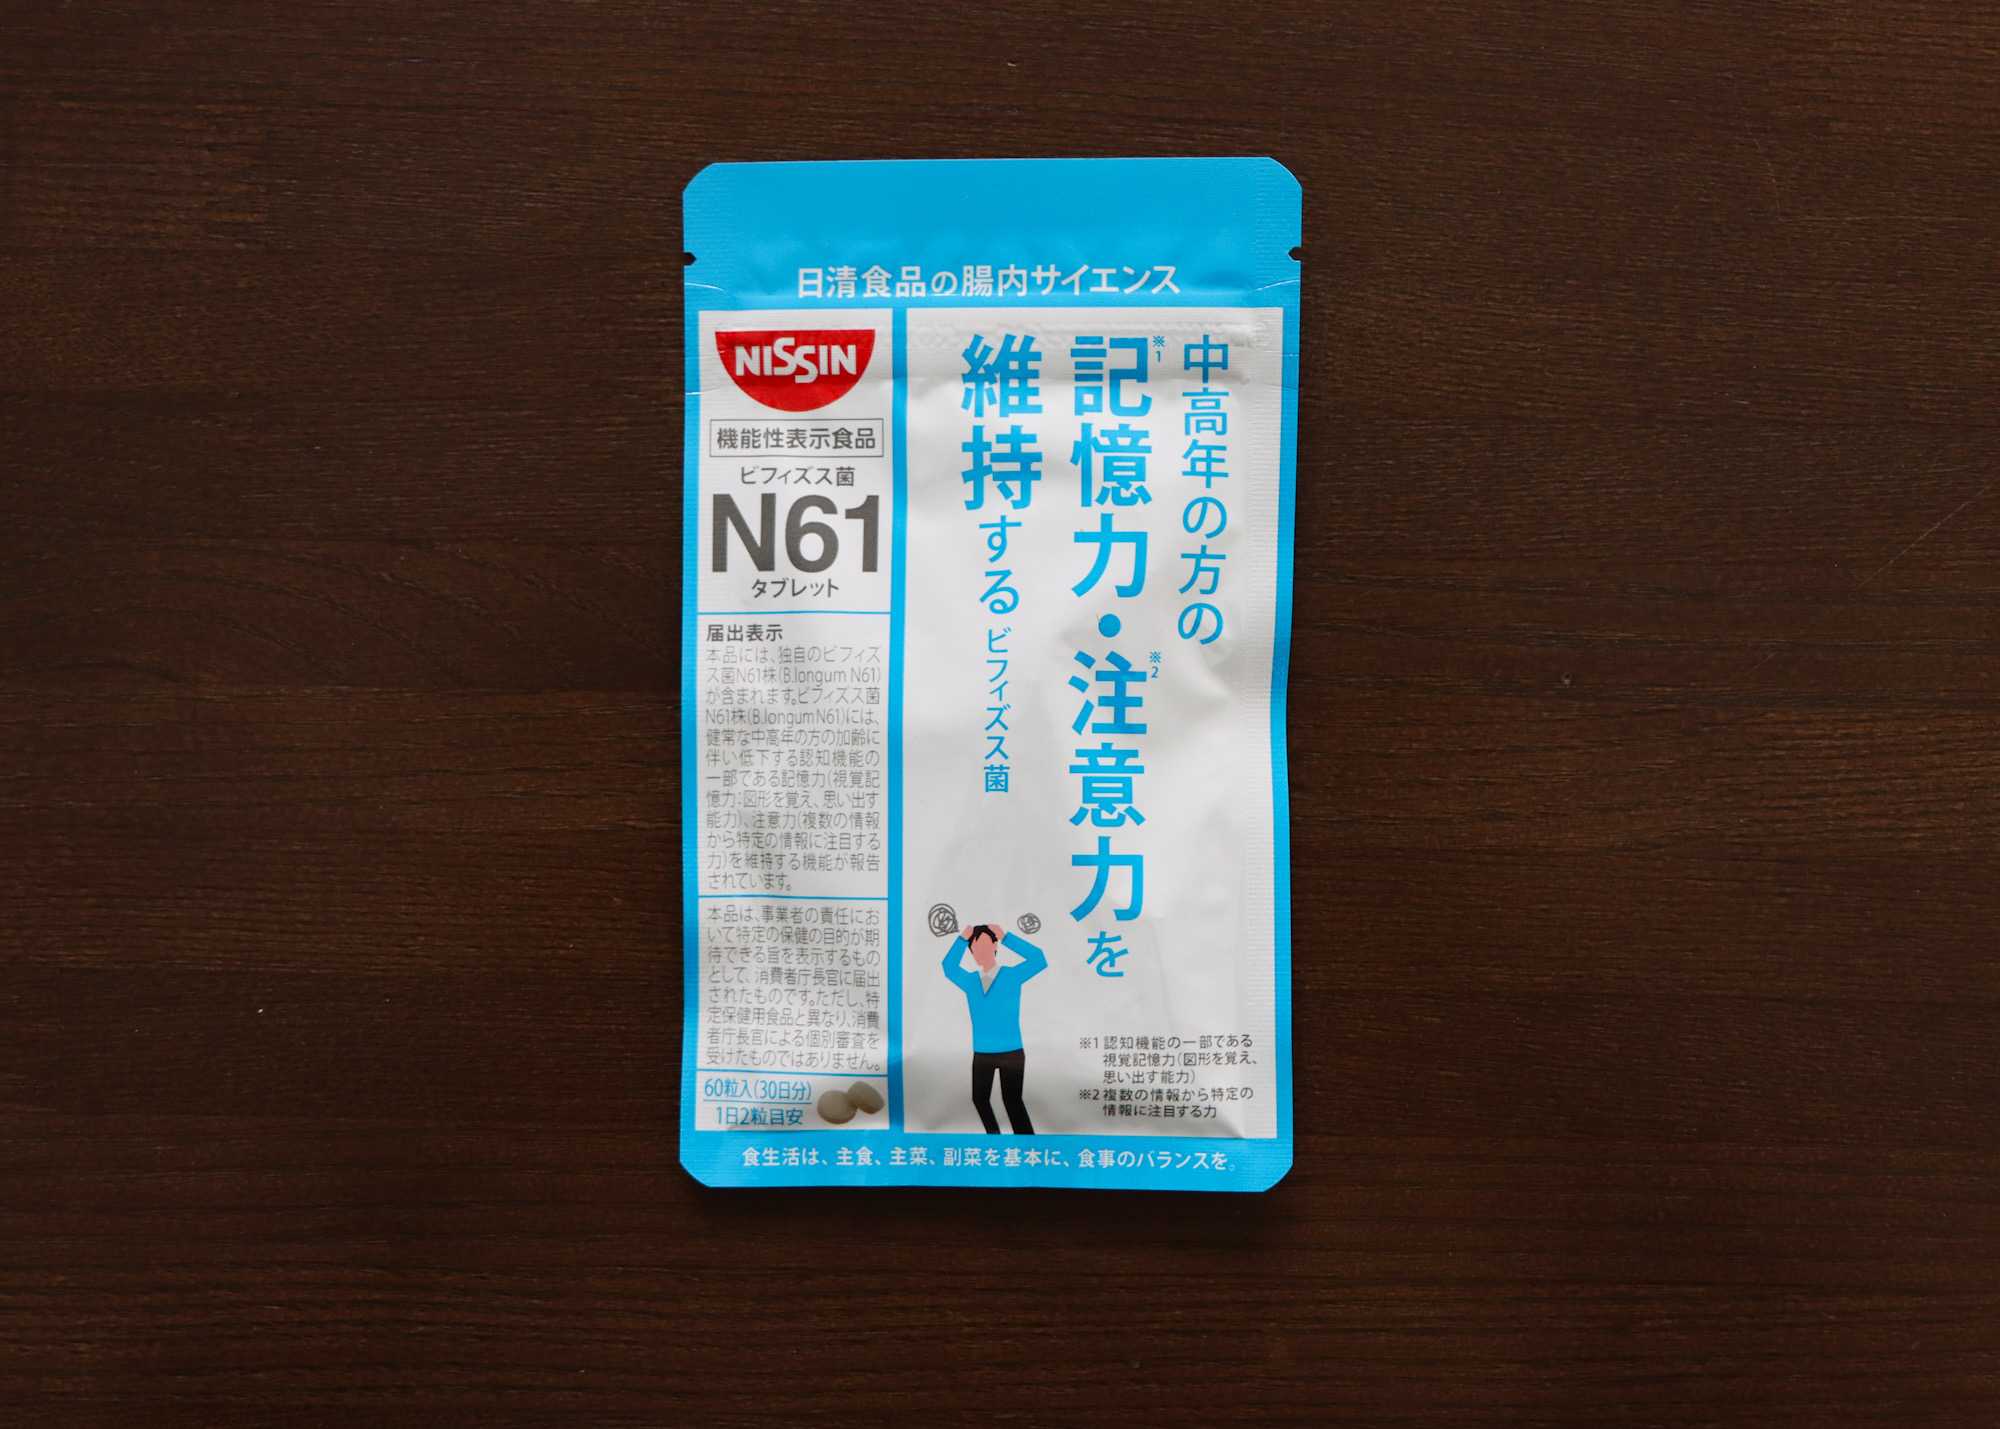 日清食品の腸内サイエンス
NISSIN
機能性表示食品
ビフィズス菌
N61
タブレット
届出表示
本品には、独自のビフィズ
ス菌N61株(B.longum N61)
が含まれます。ビフィズス菌
N61株(B.longum N61)には、
健常な中高年の方の加齢に
伴い低下する認知機能の
一部である記憶力(視覚記
憶力:図形を覚え、思い出す
能力)、注意力(複数の情報
から特定の情報に注目する
力)を維持する機能が報告
されています。
本品は、事業者の責任にお
いて特定の保健の目的が期
待できる旨を表示するもの
として、消費者庁長官に届出
されたものです。ただし、特
定保健用食品と異なり、消費
者庁長官による個別審査を
受けたものではありません。
60粒入(30日分)
1日2粒目安
中高年の方の
記憶力※1・注意力※2を
維持するビフィズス菌
※1 認知機能の一部である
視覚記憶力(図形を覚え、
思い出す能力)
※2 複数の情報から特定の
情報に注目する力
食生活は、主食、主菜、副菜を基本に、食事のバランスを。